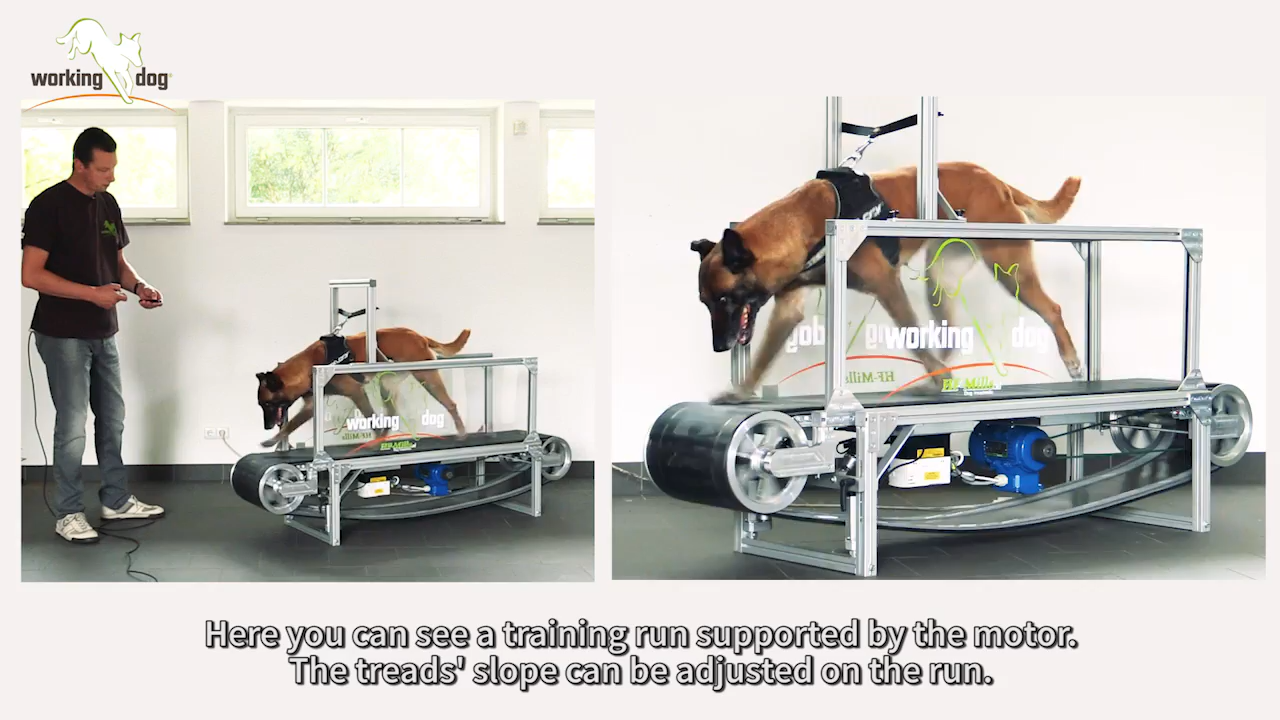 working dog
working dog
HF-Mill
working dog
HF-Mill
Here you can see a training run supported by the motor.
The treads' slope can be adjusted on the run.